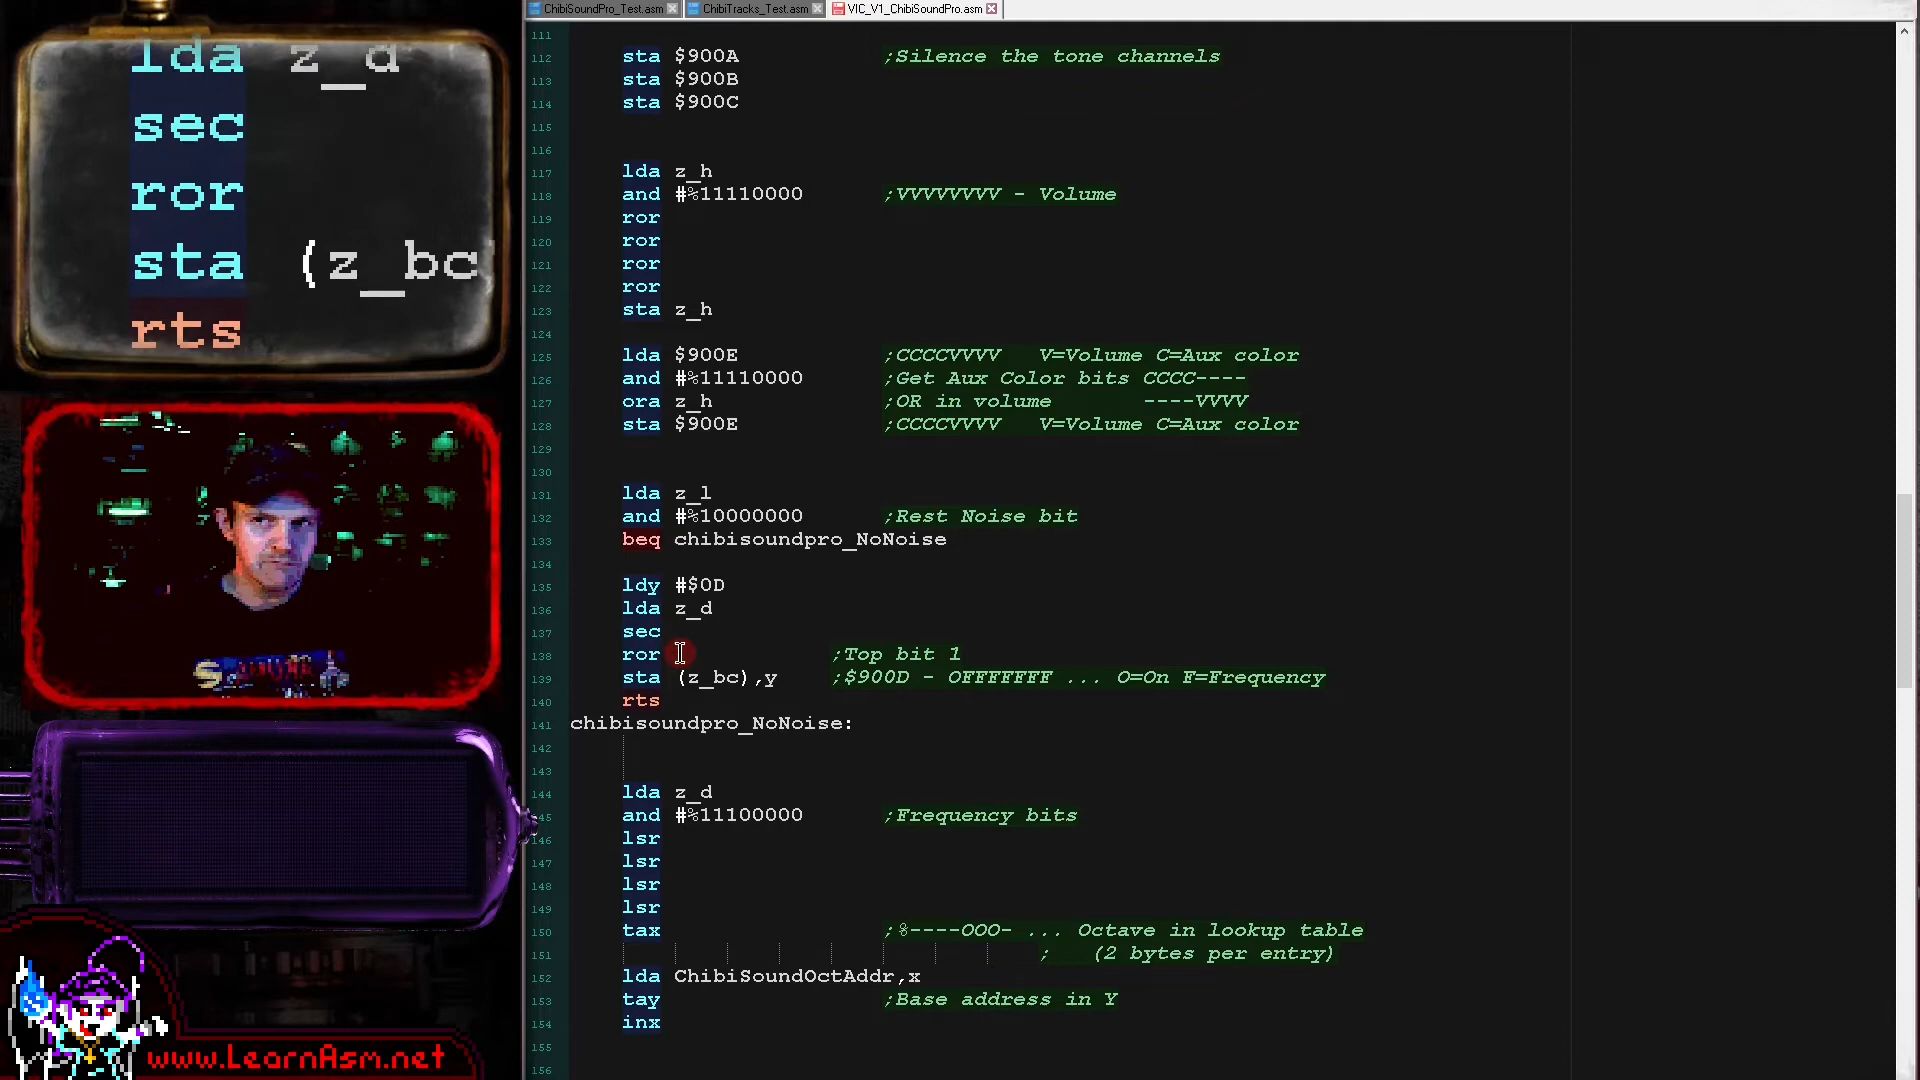 ChibiSoundPro_Test.asm ChibiTracks_Test.asm VIC_V1_ChibiSoundPro.asm
lda z_d
sec
ror
sta (z_bc
rts
111
112 sta $900A ;Silence the tone channels
113 sta $900B
114 sta $900C
115
116
117 lda z_h
118 and #%11110000 ;VVVVVVVV - Volume
119 ror
120 ror
121 ror
122 ror
123 sta z_h
124
125 lda $900E ;CCCCVVVV V=Volume C=Aux color
126 and #%11110000 ;Get Aux Color bits CCCC----
127 ora z_h ;OR in volume ----VVVV
128 sta $900E ;CCCCVVVV V=Volume C=Aux color
129
130
131 lda z_l
132 and #%10000000 ;Rest Noise bit
133 beq chibisoundpro_NoNoise
134
135 ldy #$0D
136 lda z_d
137 sec
138 ror ;Top bit 1
139 sta (z_bc),y ;$900D - OFFFFFFF ... O=On F=Frequency
140 rts
141 chibisoundpro_NoNoise:
142
143
144 lda z_d
145 and #%11100000 ;Frequency bits
146 lsr
147 lsr
148 lsr
149 lsr
150 tax ;%----OOO- ... Octave in lookup table
151 ; (2 bytes per entry)
152 lda ChibiSoundOctAddr,x
153 tay ;Base address in Y
154 inx
155
156
www.LearnAsm.net